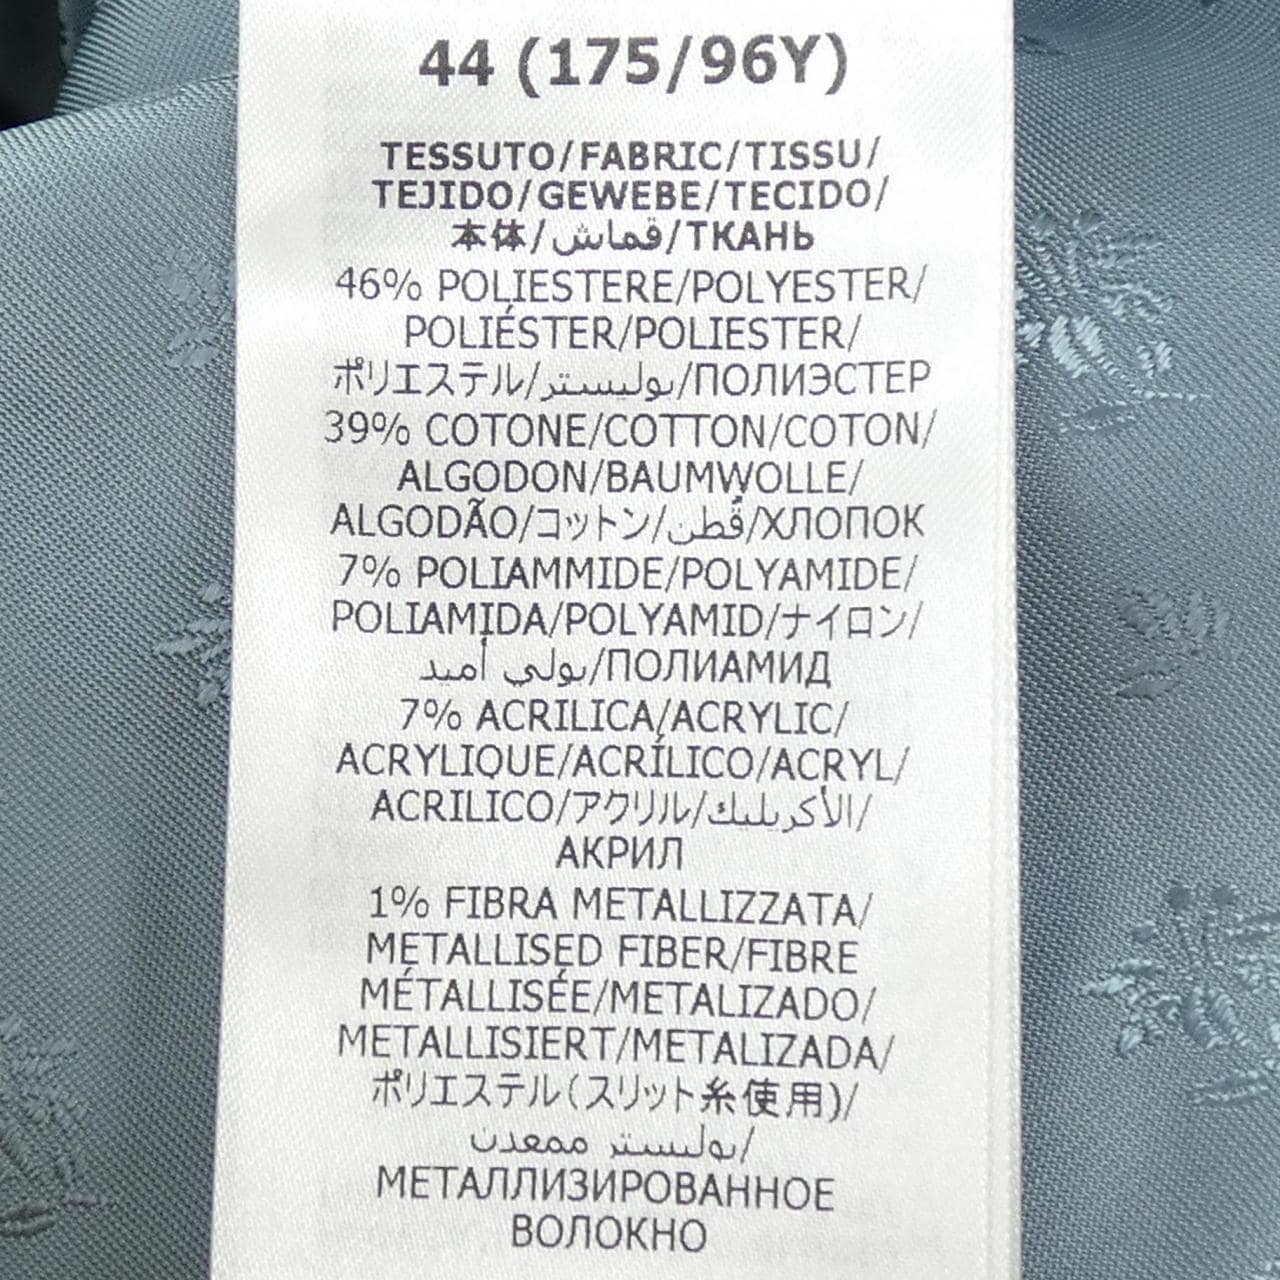 44 (175/96Y)
TESSUTO/FABRIC/TISSU/
TEJIDO/GEWEBE/TECIDO/
本体/قماش/ТКАНЬ
46% POLIESTERE/POLYESTER/
POLIÉSTER/POLIESTER/
ポリエステル/بوليستر/ПОЛИЭСТЕР
39% COTONE/COTTON/COTON/
ALGODON/BAUMWOLLE/
ALGODÃO/コットン/قُطن/ХЛОПОК
7% POLIAMMIDE/POLYAMIDE/
POLIAMIDA/POLYAMID/ナイロン/
بولي أميد/ПОЛИАМИД
7% ACRILICA/ACRYLIC/
ACRYLIQUE/ACRÍLICO/ACRYL/
ACRILICO/アクリル/الأكريليك/
АКРИЛ
1% FIBRA METALLIZZATA/
METALLISED FIBER/FIBRE
MÉTALLISÉE/METALIZADO/
METALLISIERT/METALIZADA/
ポリエステル(スリット糸使用)/
بوليستر ممعدن/
МЕТАЛЛИЗИРОВАННОЕ
ВОЛОКНО